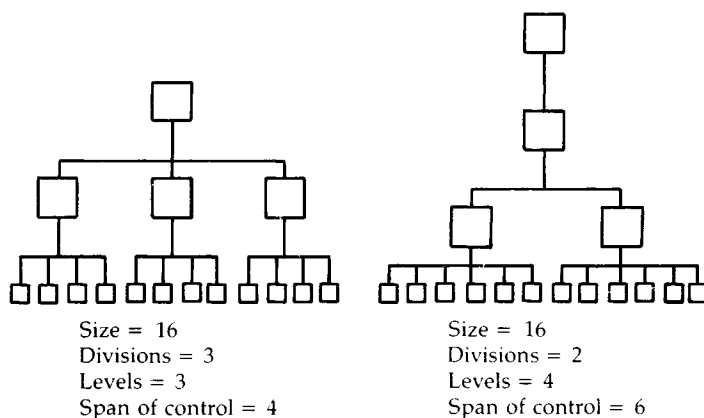 Size = 16
Divisions = 3
Levels = 3
Span of control = 4
Size = 16
Divisions = 2
Levels = 4
Span of control = 6